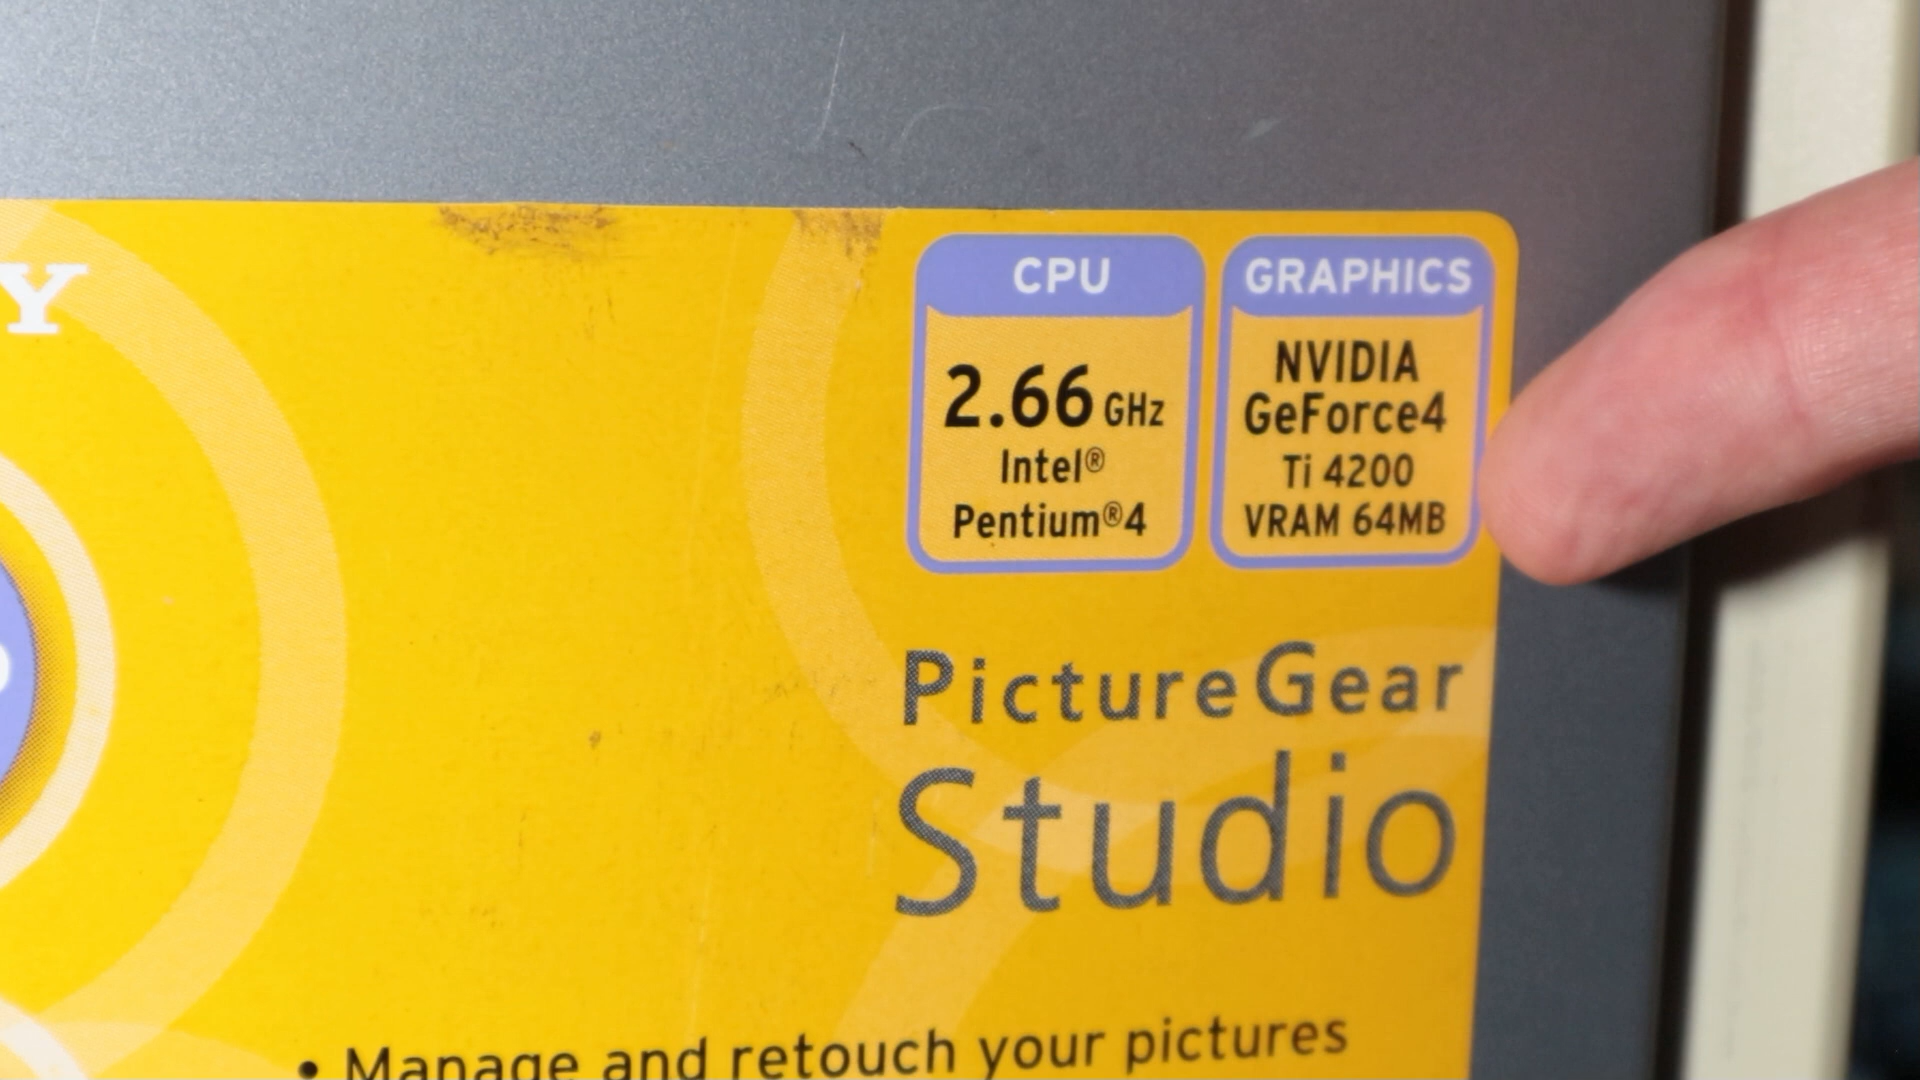 Y
CPU
2.66 GHz
Intel®
Pentium®4
GRAPHICS
NVIDIA
GeForce4
Ti 4200
VRAM 64MB
PictureGear
Studio
• Manage and retouch your pictures